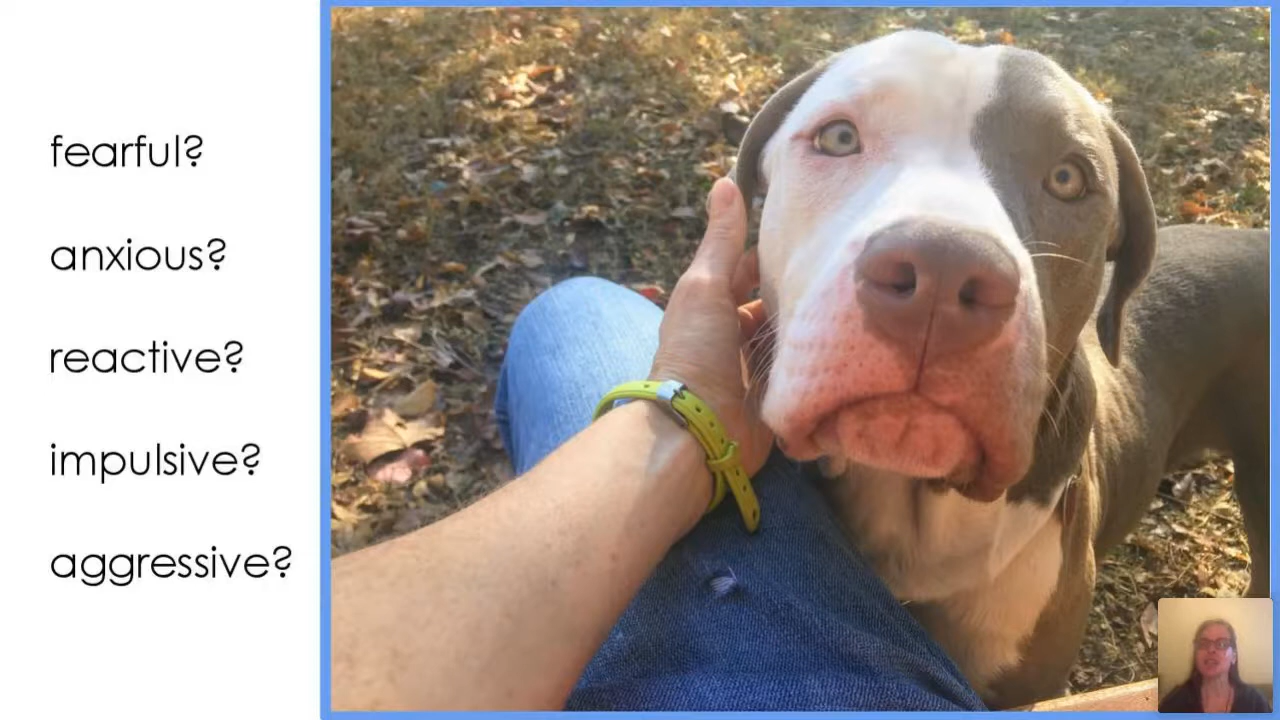 fearful?
anxious?
reactive?
impulsive?
aggressive?